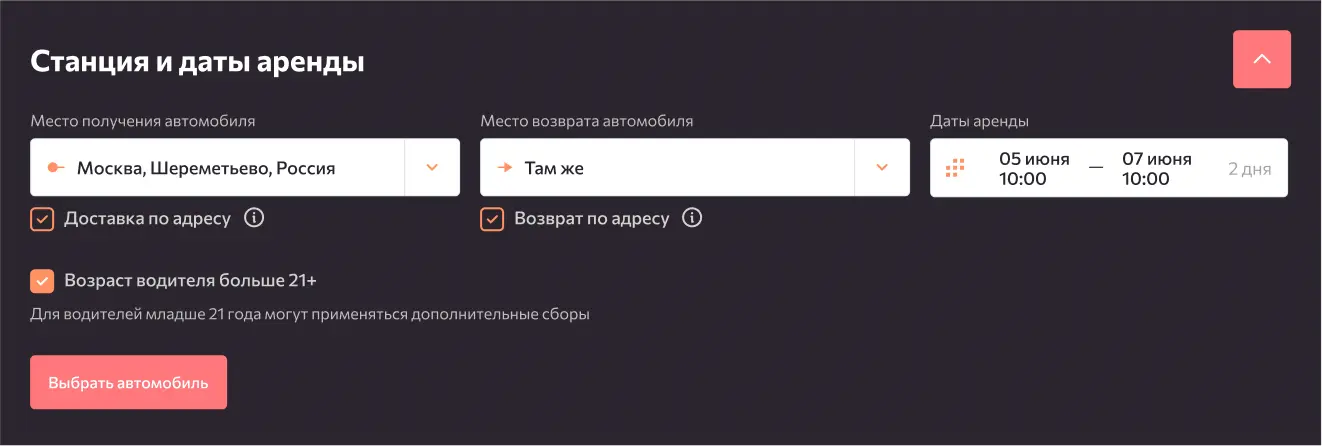 Станция и даты аренды
Место получения автомобиля
Москва, Шереметьево, Россия
Доставка по адресу
Место возврата автомобиля
Там же
Возврат по адресу
Даты аренды
05 июня — 07 июня
10:00 10:00
2 дня
Возраст водителя больше 21+
Для водителей младше 21 года могут применяться дополнительные сборы
Выбрать автомобиль